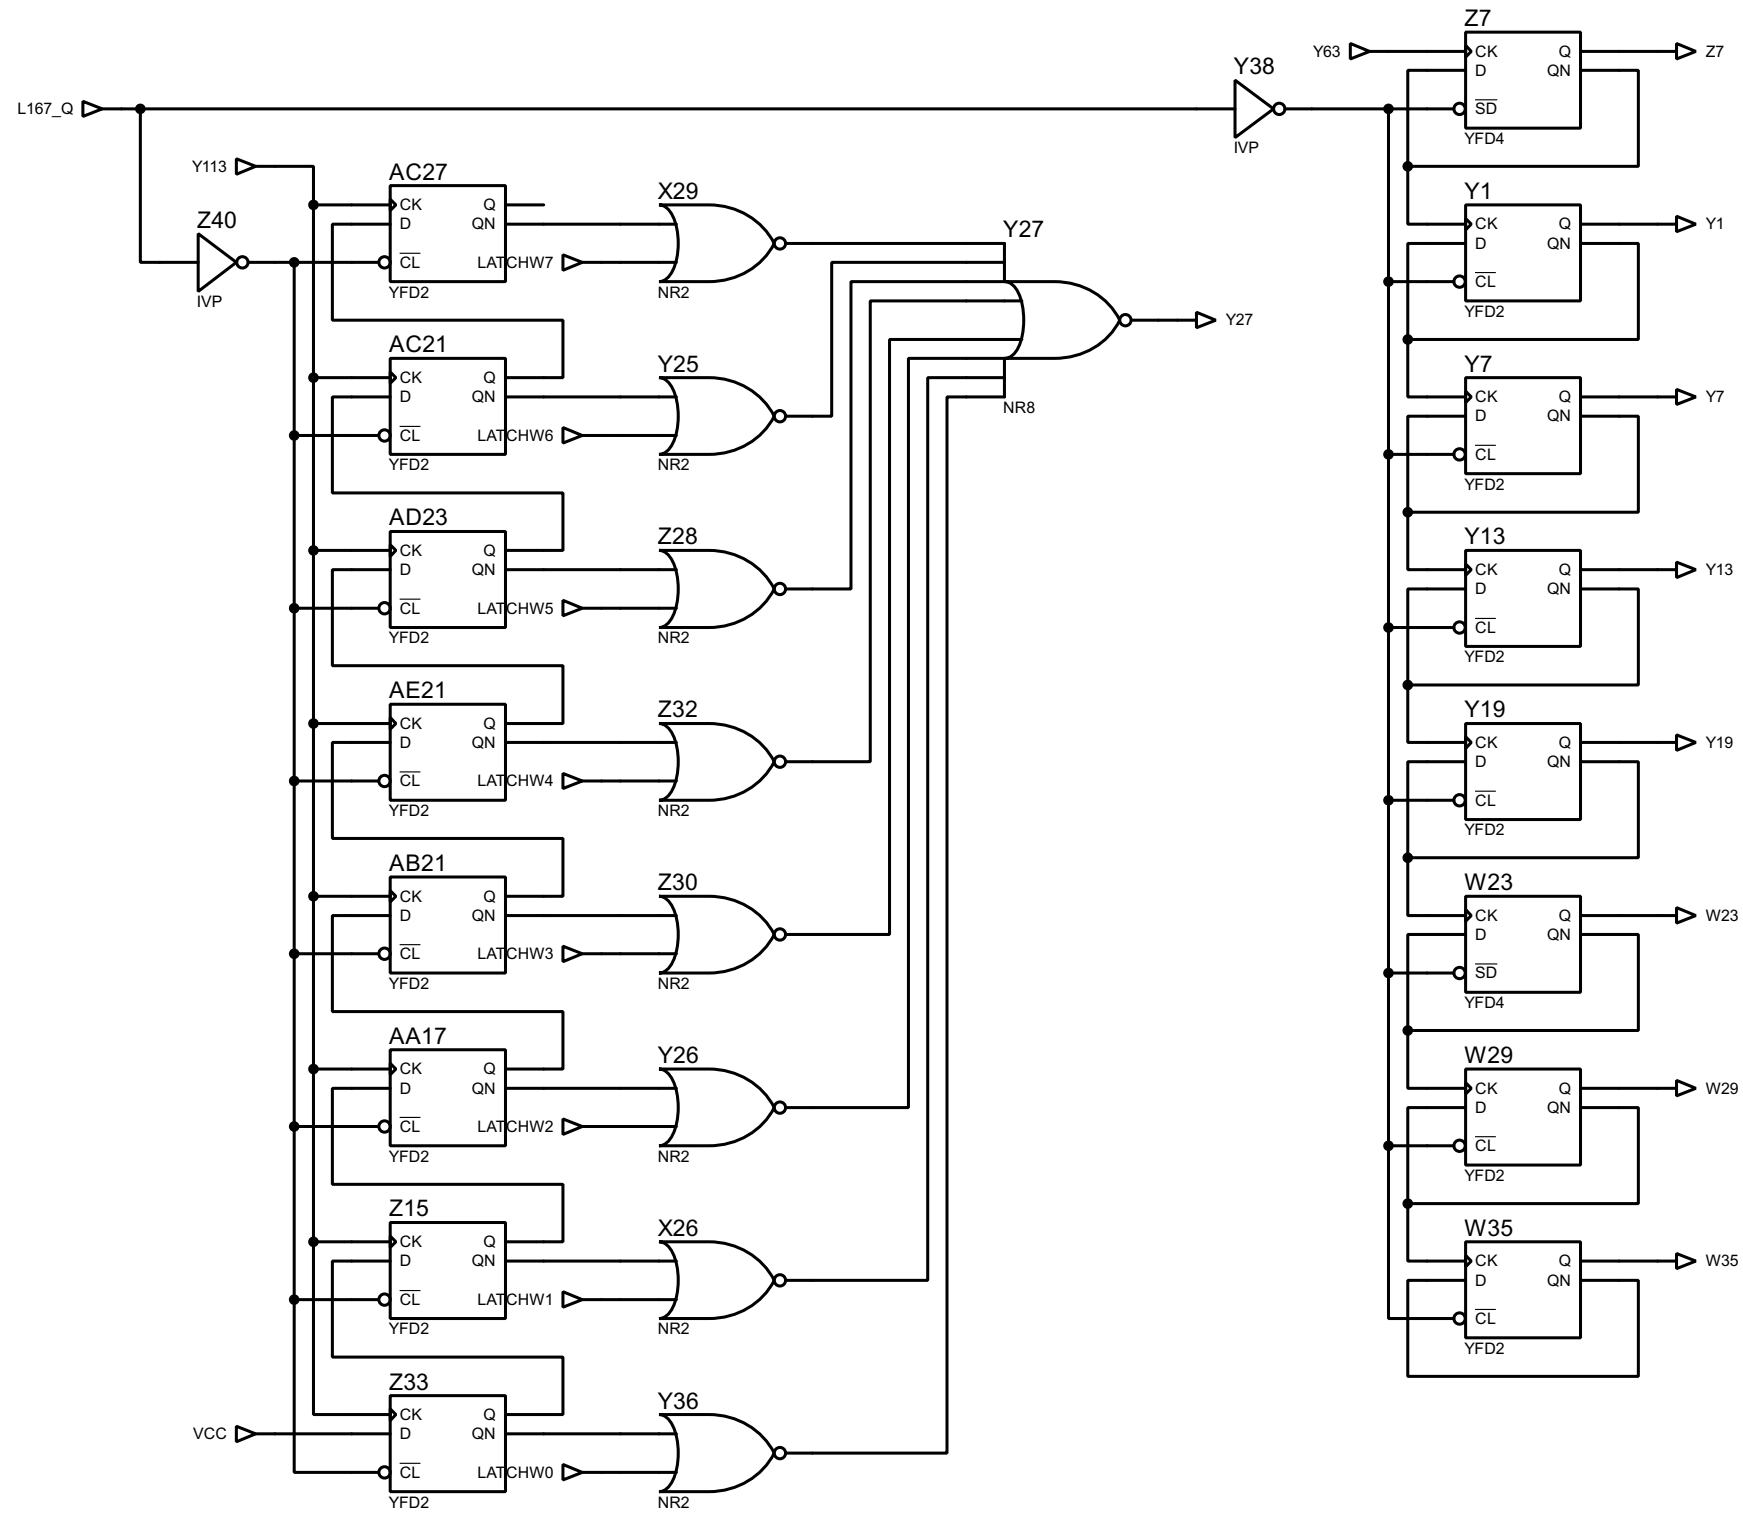 Z7
Y63
CK Q
Z7
D QN
Y38
L167_Q
SD
IVP
YFD4
Y113
AC27
X29
Y1
Z40
CK Q
Y27
CK Q
Y1
D QN
D QN
CL
LATCHW7
CL
IVP
YFD2
NR2
YFD2
Y27
AC21
Y25
Y7
CK Q
D QN
NR8
CK Q
Y7
D QN
CL
LATCHW6
CL
YFD2
NR2
YFD2
AD23
Z28
Y13
CK Q
D QN
CK Q
Y13
D QN
CL
LATCHW5
CL
YFD2
NR2
YFD2
AE21
Z32
Y19
CK Q
D QN
CK Q
Y19
D QN
CL
LATCHW4
CL
YFD2
NR2
YFD2
AB21
Z30
W23
CK Q
D QN
CK Q
W23
D QN
CL
LATCHW3
SD
YFD2
NR2
YFD4
AA17
Y26
W29
CK Q
D QN
CK Q
W29
D QN
CL
LATCHW2
CL
YFD2
NR2
YFD2
Z15
X26
W35
CK Q
D QN
CK Q
W35
D QN
CL
LATCHW1
CL
YFD2
NR2
YFD2
Z33
Y36
CK Q
VCC
D QN
CL
LATCHW0
YFD2
NR2